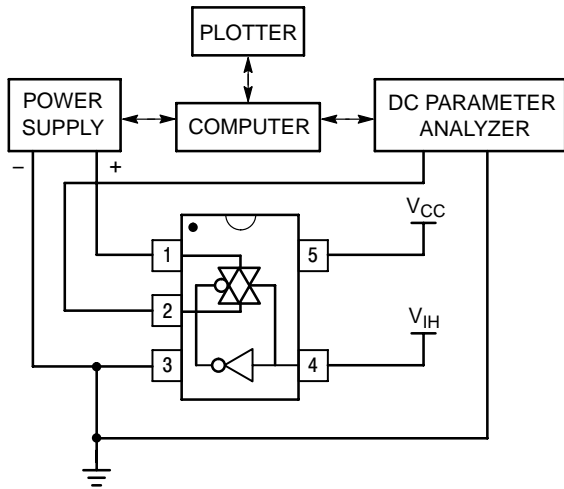 PLOTTER
POWER
SUPPLY
COMPUTER
DC PARAMETER
ANALYZER
− +
VCC
1 5
2
VIH
3 4